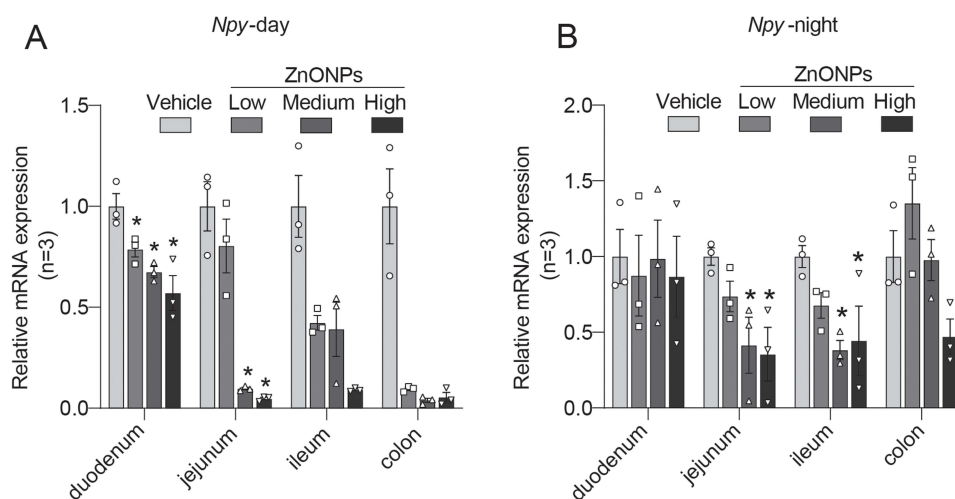 A
Npy-day
ZnONPs
Vehicle Low Medium High
Relative mRNA expression
(n=3)
1.5
1.0
0.5
0.0
* * *
* *
duodenum
jejunum
ileum
colon
B
Npy-night
ZnONPs
Vehicle Low Medium High
Relative mRNA expression
(n=3)
2.0
1.5
1.0
0.5
0.0
* *
* *
duodenum
jejunum
ileum
colon